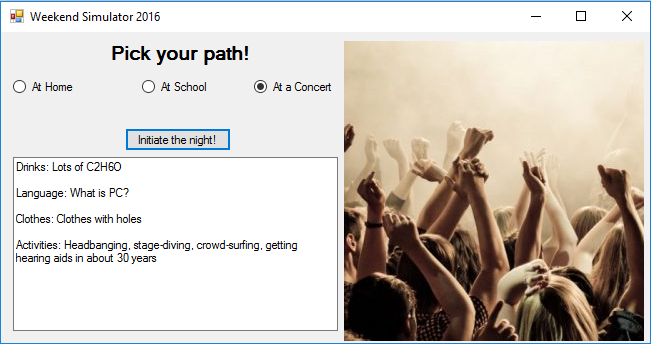 Weekend Simulator 2016
Pick your path!
At Home
At School
At a Concert
Initiate the night!
Drinks: Lots of C2H6O
Language: What is PC?
Clothes: Clothes with holes
Activities: Headbanging, stage-diving, crowd-surfing, getting
hearing aids in about 30 years